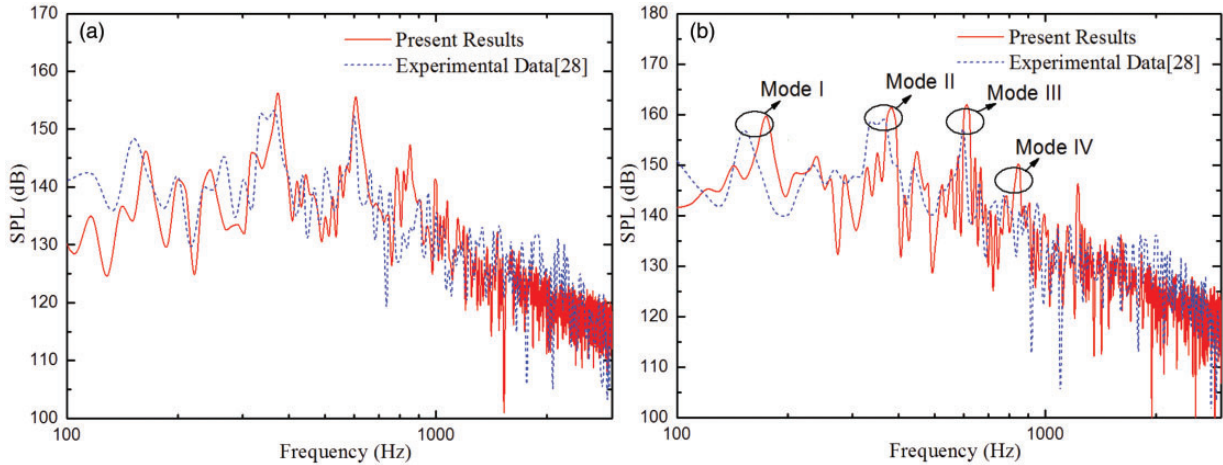 (a)
Present Results
Experimental Data[28]
SPL (dB)
170
160
150
140
130
120
110
100
100
1000
Frequency (Hz)
(b)
Present Results
Experimental Data[28]
Mode I
Mode II
Mode III
Mode IV
SPL (dB)
180
170
160
150
140
130
120
110
100
100
1000
Frequency (Hz)